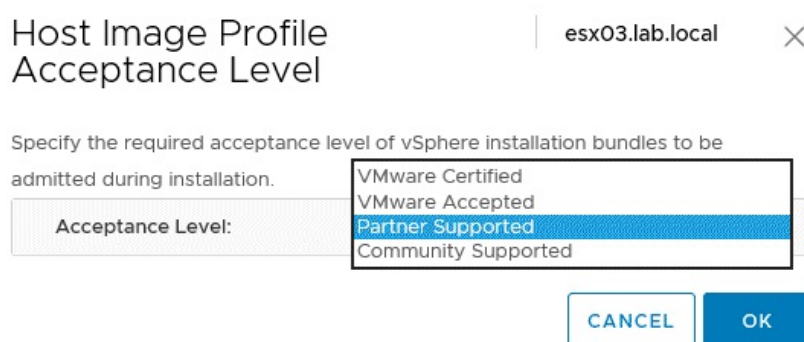 Host Image Profile
Acceptance Level
esx03.lab.local
Specify the required acceptance level of vSphere installation bundles to be
admitted during installation.
Acceptance Level:
VMware Certified
VMware Accepted
Partner Supported
Community Supported
CANCEL
OK